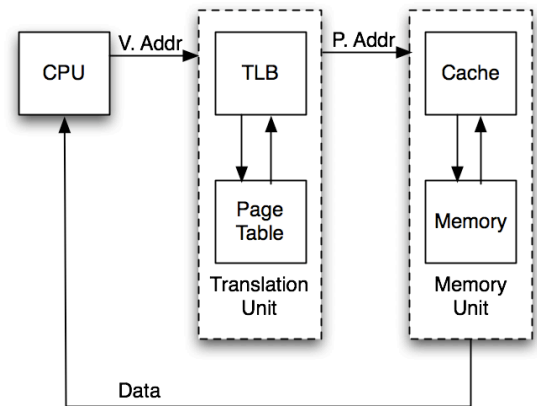 V. Addr
P. Addr
CPU
TLB
Cache
Page
Table
Memory
Translation
Unit
Memory
Unit
Data